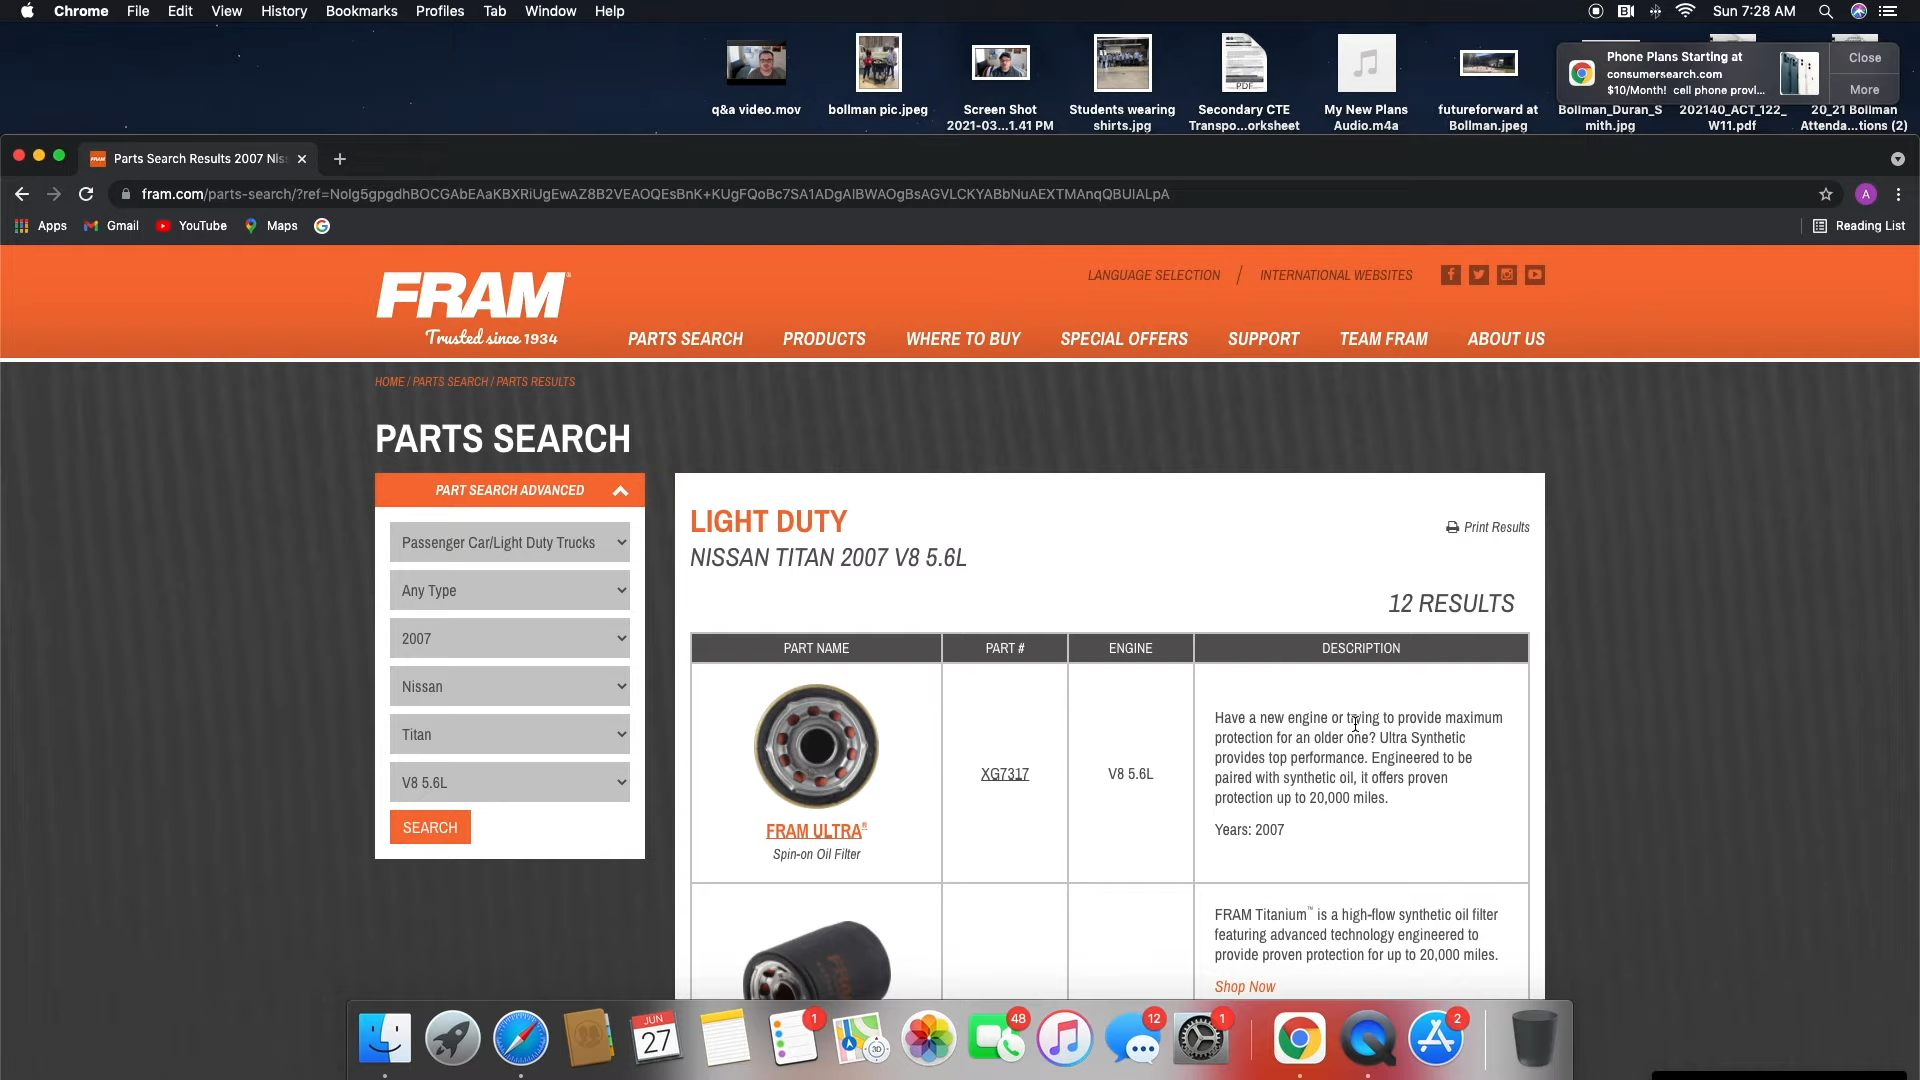 Chrome File Edit View History Bookmarks Profiles Tab Window Help
Sun 7:28 AM
Phone Plans Starting at
consumersearch.com
$10/Month! cell phone provi...
Close
More
q&a video.mov
bollman pic.jpeg
Screen Shot
2021-03...1.41 PM
Students wearing
shirts.jpg
PDF
Secondary CTE
Transpo...orksheet
My New Plans
Audio.m4a
futureforward at
Bollman.jpeg
Bollman_Duran_S
mith.jpg
202140_ACT_122_
W11.pdf
20_21 Bollman
Attenda...tions (2)
FRAM
Parts Search Results 2007 Nis
fram.com/parts-search/?ref=NoIg5gpgdhBOCGAbEAaKBXRiUgEwAZ8B2VEAOQEsBnK+KUgFQoBc7SA1ADgAIBWAOgBsAGVLCKYABbNuAEXTMAnqQBUIALpA
A
Apps
Gmail
YouTube
Maps
Reading List
FRAM®
Trusted since 1934
LANGUAGE SELECTION / INTERNATIONAL WEBSITES
PARTS SEARCH PRODUCTS WHERE TO BUY SPECIAL OFFERS SUPPORT TEAM FRAM ABOUT US
HOME / PARTS SEARCH / PARTS RESULTS
PARTS SEARCH
PART SEARCH ADVANCED
Passenger Car/Light Duty Trucks
Any Type
2007
Nissan
Titan
V8 5.6L
SEARCH
LIGHT DUTY
Print Results
NISSAN TITAN 2007 V8 5.6L
12 RESULTS
PART NAME PART # ENGINE DESCRIPTION
FRAM ULTRA®
Spin-on Oil Filter
XG7317
V8 5.6L
Have a new engine or trying to provide maximum
protection for an older one? Ultra Synthetic
provides top performance. Engineered to be
paired with synthetic oil, it offers proven
protection up to 20,000 miles.
Years: 2007
FRAM
FRAM Titanium™ is a high-flow synthetic oil filter
featuring advanced technology engineered to
provide proven protection for up to 20,000 miles.
Shop Now
JUN
27
1
3D
48
12
1
2